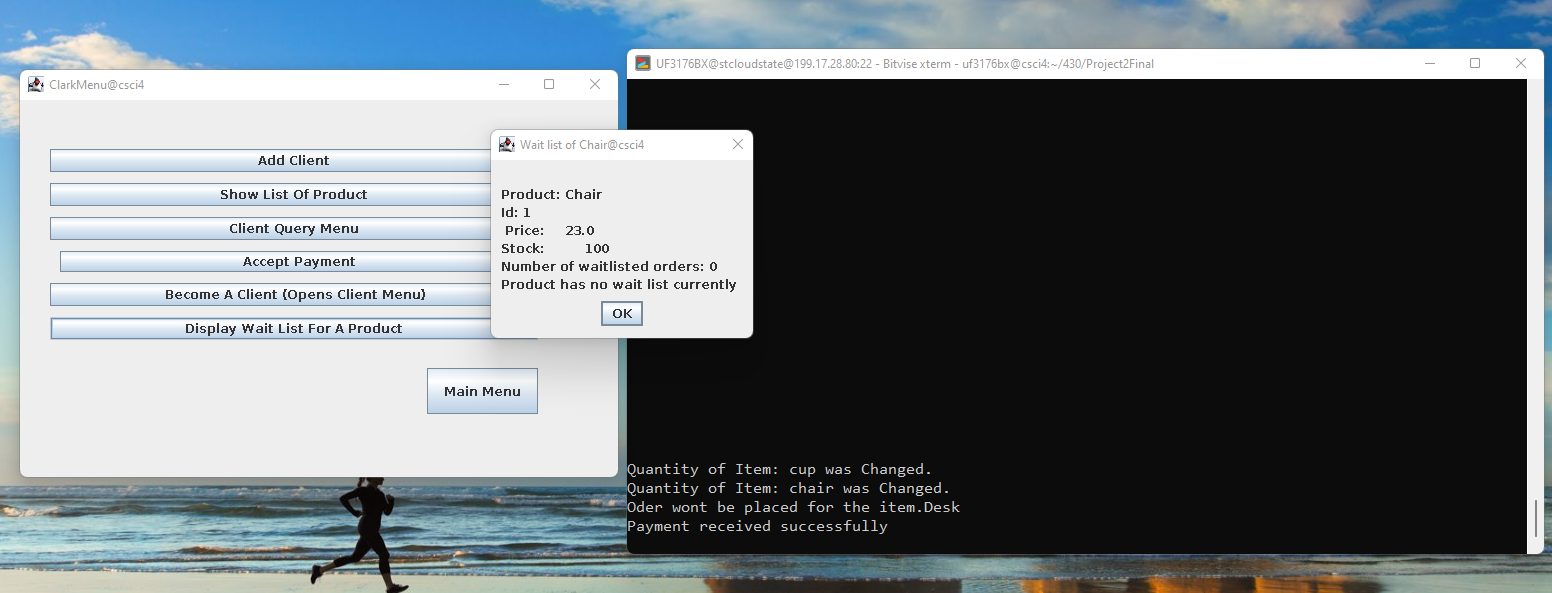 ClarkMenu@csci4
Add Client
Show List Of Product
Client Query Menu
Accept Payment
Become A Client {Opens Client Menu}
Display Wait List For A Product
Main Menu
Wait list of Chair@csci4
Product: Chair
Id: 1
Price: 23.0
Stock: 100
Number of waitlisted orders: 0
Product has no wait list currently
OK
UF3176BX@stcloudstate@199.17.28.80:22 - Bitvise xterm - uf3176bx@csci4:~/430/Project2Final
Quantity of Item: cup was Changed.
Quantity of Item: chair was Changed.
Oder wont be placed for the item.Desk
Payment received successfully